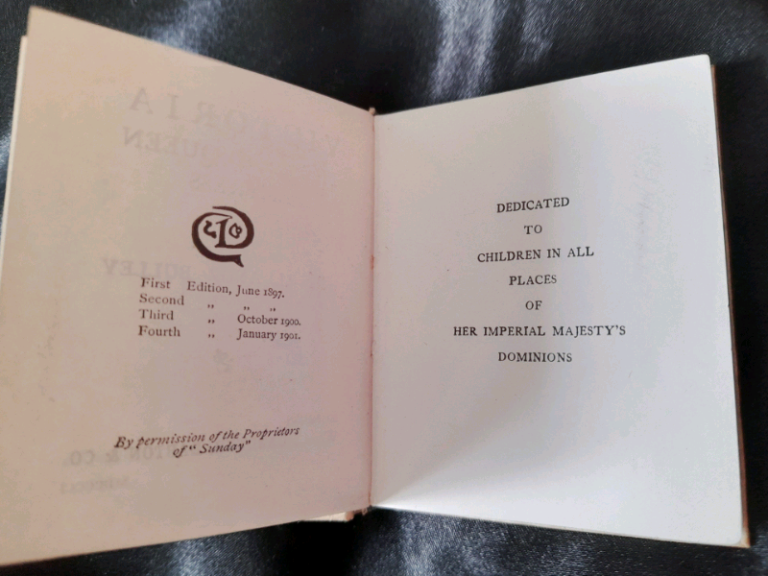 First Edition, June 1897.
Second „ „ „
Third „ October 1900.
Fourth „ January 1901.
By permission of the Proprietors
of "Sunday"
DEDICATED
TO
CHILDREN IN ALL
PLACES
OF
HER IMPERIAL MAJESTY'S
DOMINIONS